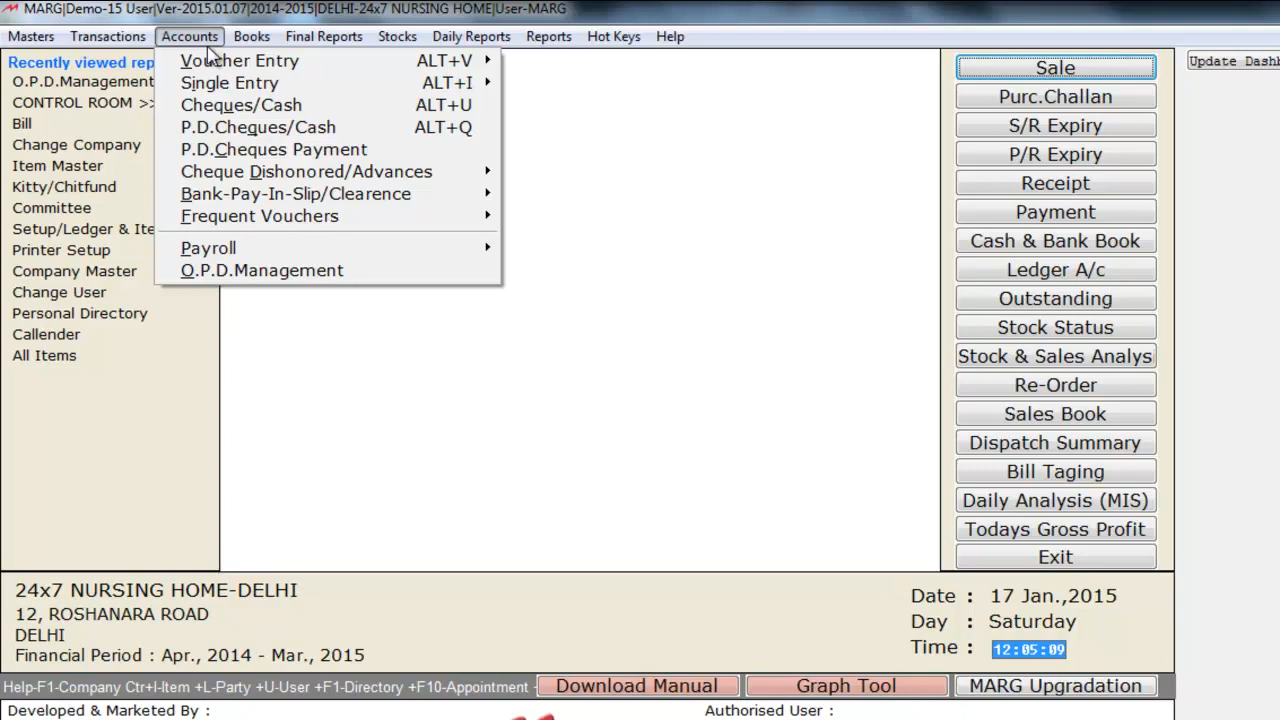 MARG|Demo-15 User|Ver-2015.01.07|2014-2015|DELHI-24x7 NURSING HOME|User-MARG
Masters Transactions Accounts Books Final Reports Stocks Daily Reports Reports Hot Keys Help
Recently viewed rep
O.P.D.Management
CONTROL ROOM >>
Bill
Change Company
Item Master
Kitty/Chitfund
Committee
Setup/Ledger & Ite
Printer Setup
Company Master
Change User
Personal Directory
Callender
All Items
Voucher Entry ALT+V
Single Entry ALT+I
Cheques/Cash ALT+U
P.D.Cheques/Cash ALT+Q
P.D.Cheques Payment
Cheque Dishonored/Advances
Bank-Pay-In-Slip/Clearence
Frequent Vouchers
Payroll
O.P.D.Management
Sale
Purc.Challan
S/R Expiry
P/R Expiry
Receipt
Payment
Cash & Bank Book
Ledger A/c
Outstanding
Stock Status
Stock & Sales Analys
Re-Order
Sales Book
Dispatch Summary
Bill Taging
Daily Analysis (MIS)
Todays Gross Profit
Exit
Update Dashb
24x7 NURSING HOME-DELHI
12, ROSHANARA ROAD
DELHI
Financial Period : Apr., 2014 - Mar., 2015
Date : 17 Jan.,2015
Day : Saturday
Time : 12:05:09
Help-F1-Company Ctr+I-Item +L-Party +U-User +F1-Directory +F10-Appointment -
Download Manual
Graph Tool
MARG Upgradation
Developed & Marketed By :
Authorised User :